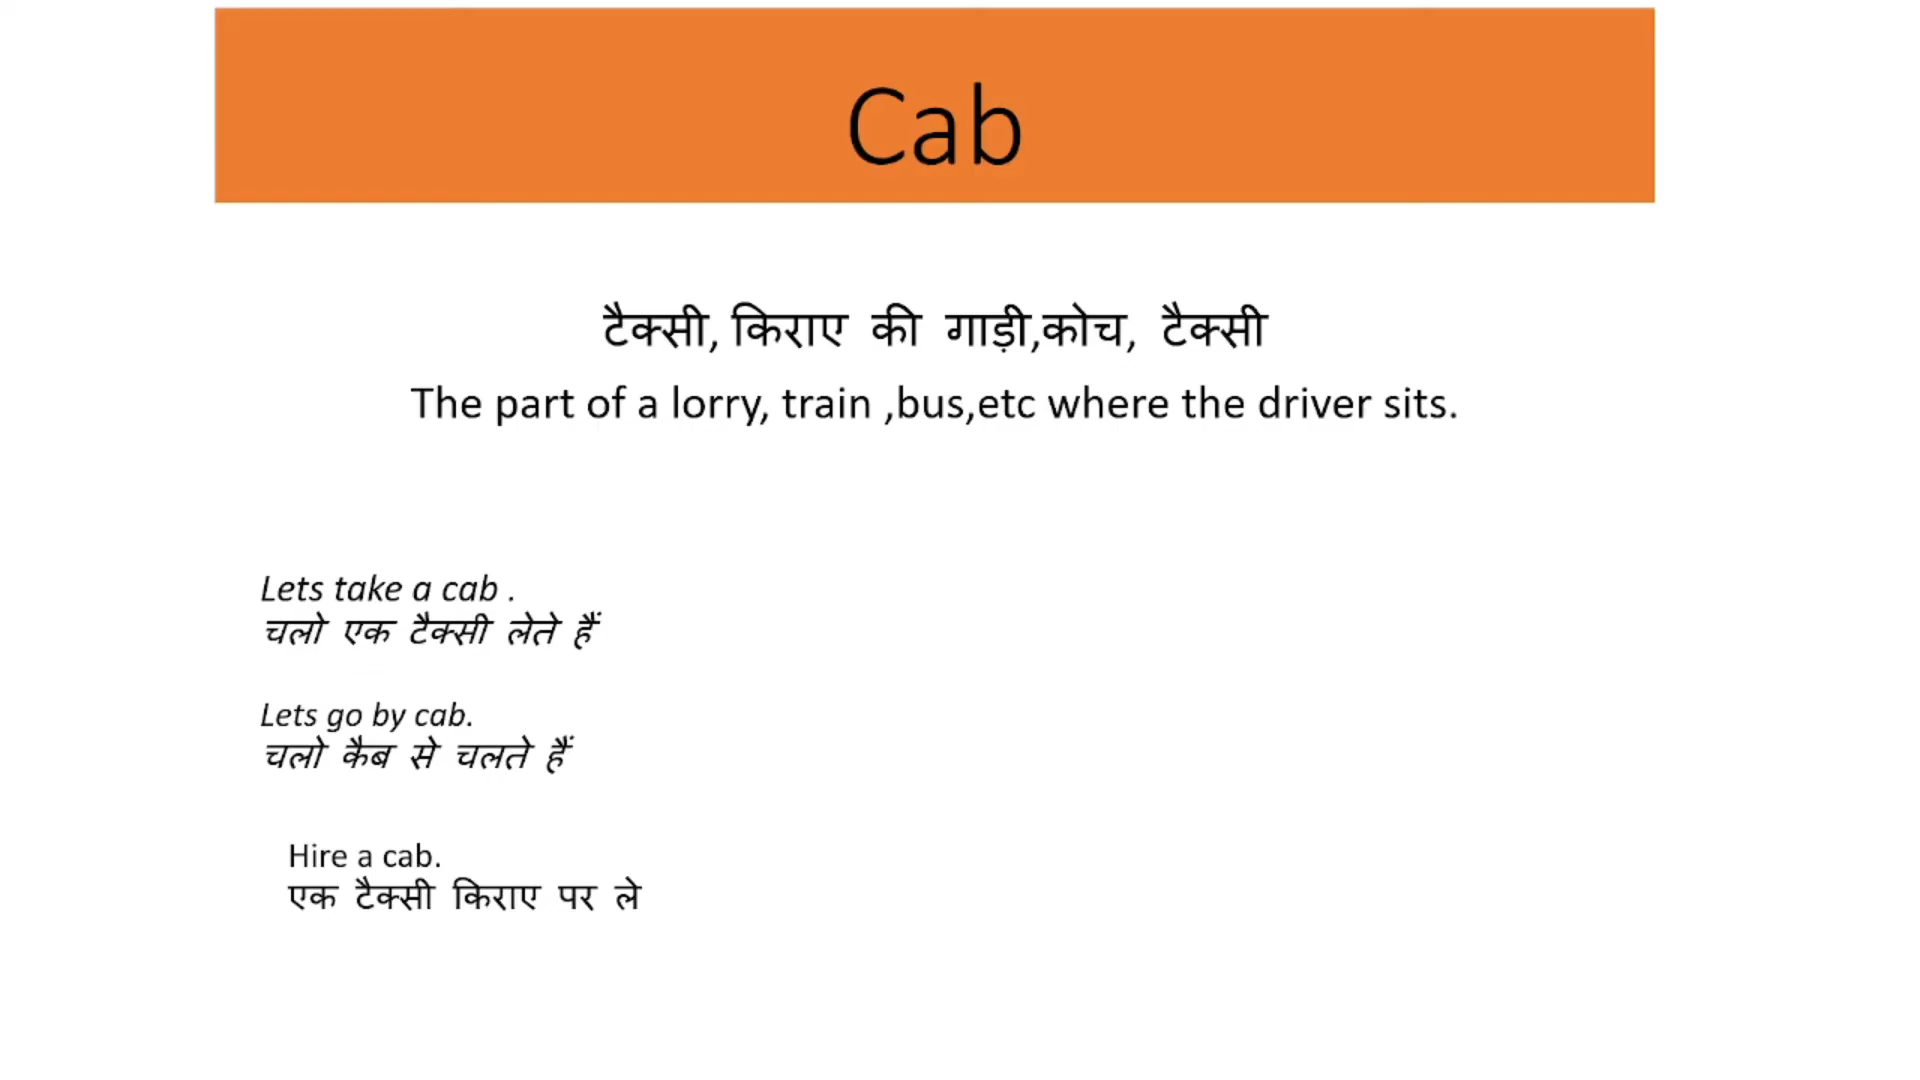 Cab
टैक्सी, किराए की गाड़ी,कोच, टैक्सी
The part of a lorry, train ,bus,etc where the driver sits.
Lets take a cab .
चलो एक टैक्सी लेते हैं
Lets go by cab.
चलो कैब से चलते हैं
Hire a cab.
एक टैक्सी किराए पर ले